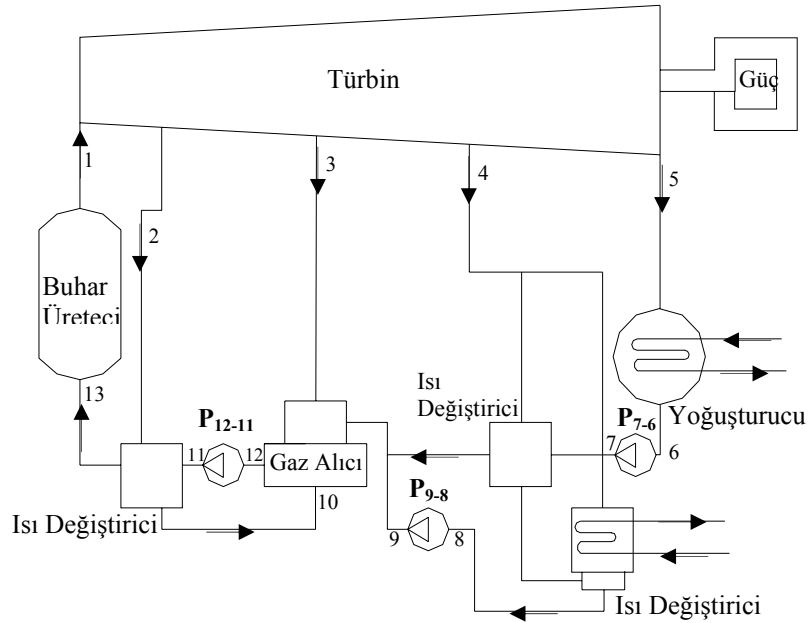 Türbin
Güç
1
2
3
4
5
Buhar
Üreteci
13
Isı
Değiştirici
P12-11
P7-6
Yoğuşturucu
11
12
Gaz Alıcı
7
6
10
P9-8
Isı Değiştirici
9
8
Isı Değiştirici